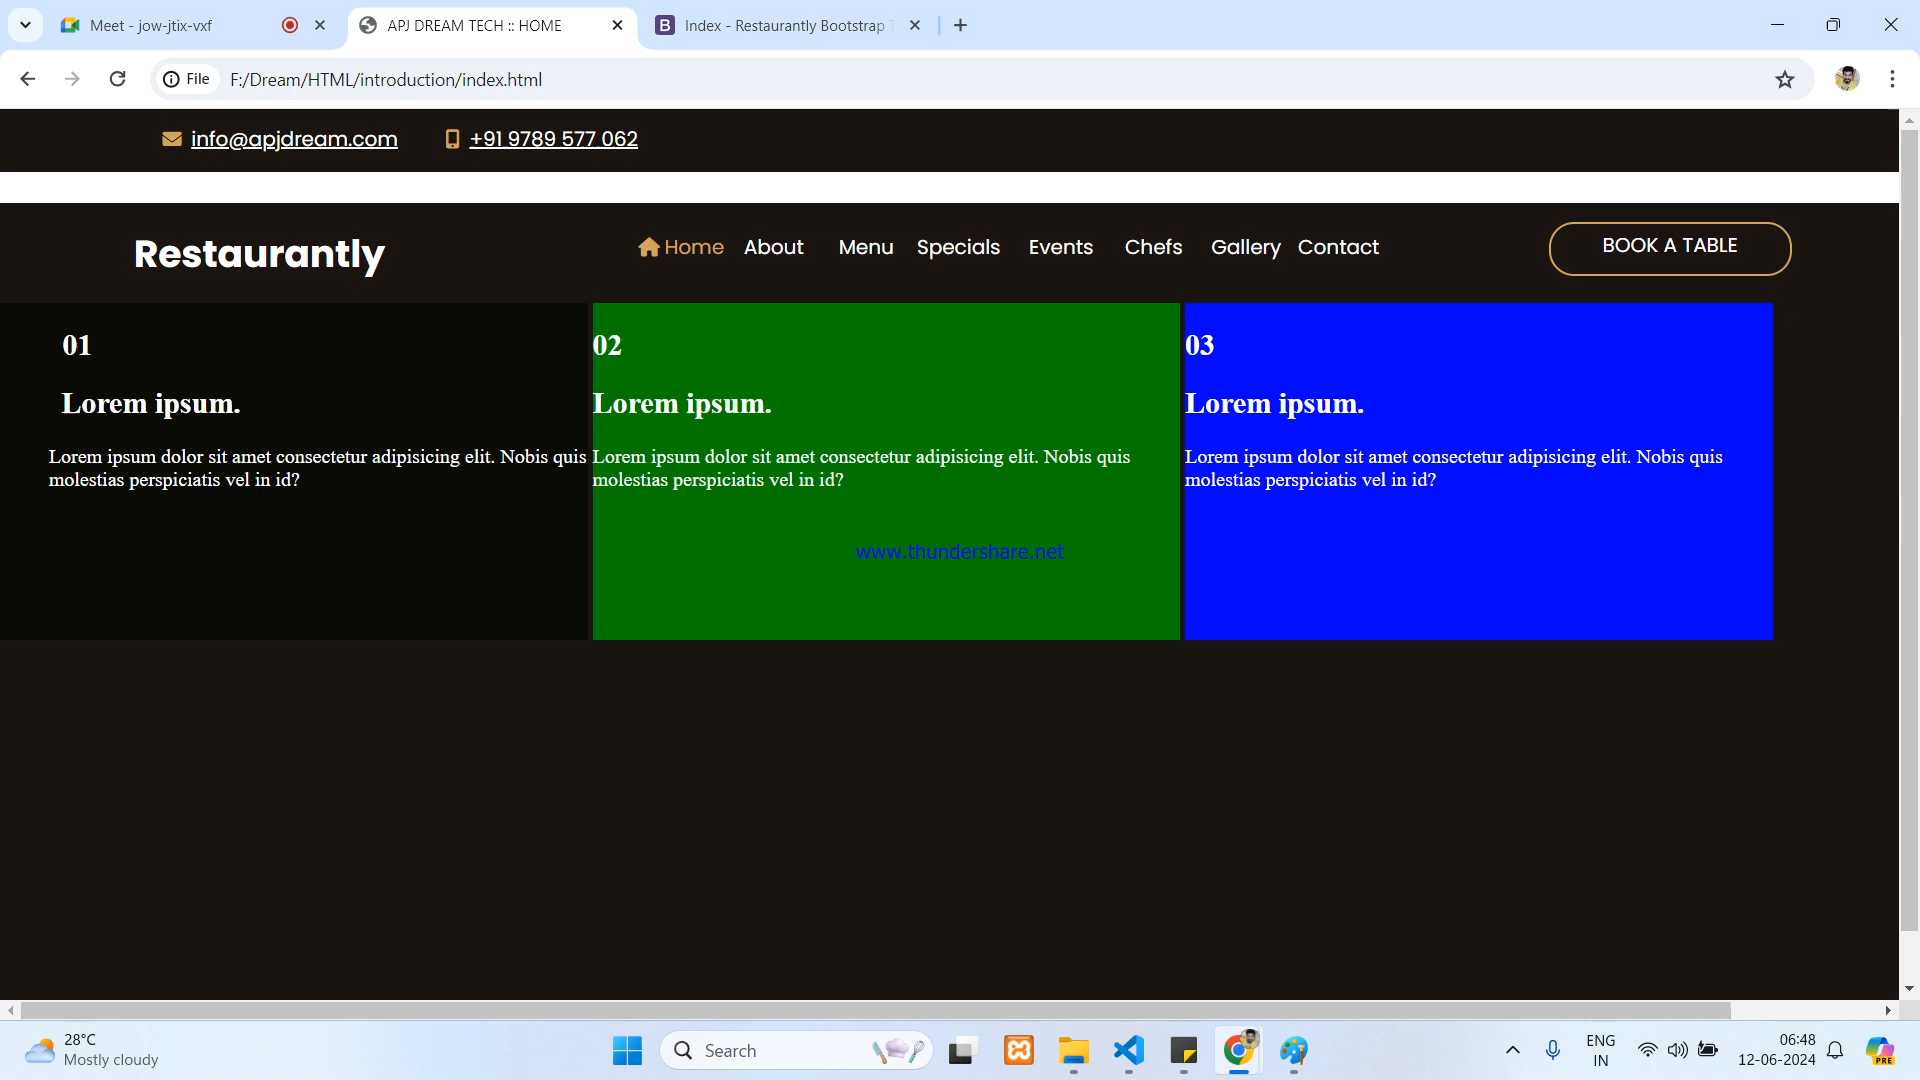 Meet - jow-jtix-vxf
APJ DREAM TECH :: HOME
Index - Restaurantly Bootstrap
File
F:/Dream/HTML/introduction/index.html
info@apjdream.com
+91 9789 577 062
Restaurantly
Home About Menu Specials Events Chefs Gallery Contact
BOOK A TABLE
01
Lorem ipsum.
Lorem ipsum dolor sit amet consectetur adipisicing elit. Nobis quis
molestias perspiciatis vel in id?
02
Lorem ipsum.
Lorem ipsum dolor sit amet consectetur adipisicing elit. Nobis quis
molestias perspiciatis vel in id?
www.thundershare.net
03
Lorem ipsum.
Lorem ipsum dolor sit amet consectetur adipisicing elit. Nobis quis
molestias perspiciatis vel in id?
28°C
Mostly cloudy
Search
ENG
IN
06:48
12-06-2024
PRE